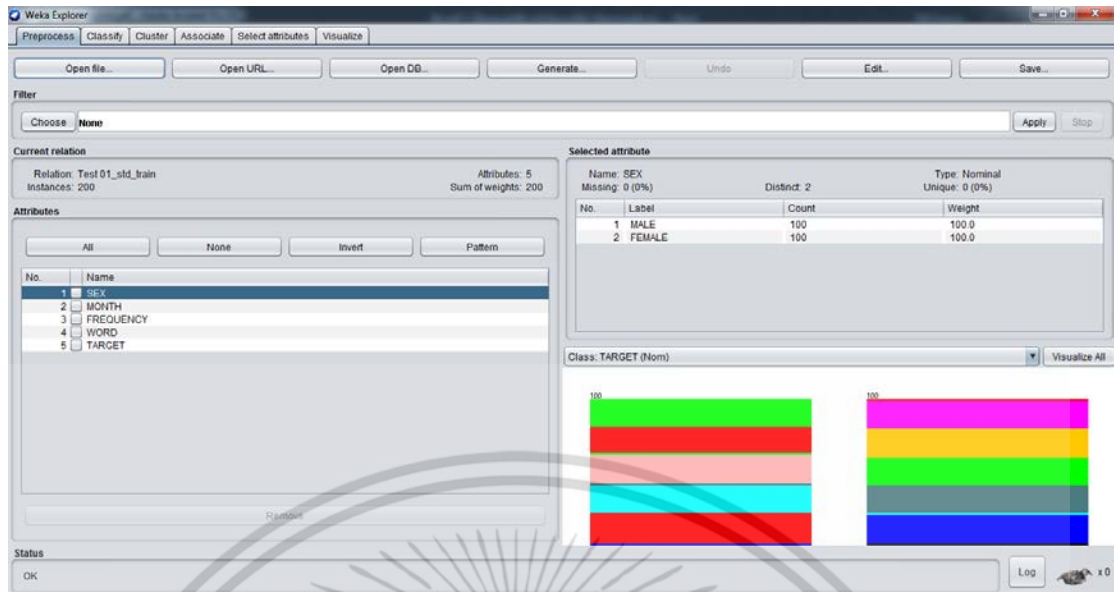 Weka Explorer
Preprocess Classify Cluster Associate Select attributes Visualize
Open file... Open URL... Open DB... Generate... Undo Edit... Save...
Filter
Choose None Apply Stop
Current relation
Relation: Test 01_std_train Attributes: 5
Instances: 200 Sum of weights: 200
Attributes
All None Invert Pattern
No. Name
1 SEX
2 MONTH
3 FREQUENCY
4 WORD
5 TARGET
Remove
Selected attribute
Name: SEX Type: Nominal
Missing: 0 (0%) Distinct: 2 Unique: 0 (0%)
No. Label Count Weight
1 MALE 100 100.0
2 FEMALE 100 100.0
Class: TARGET (Nom) Visualize All
100 100
Status
OK Log x 0